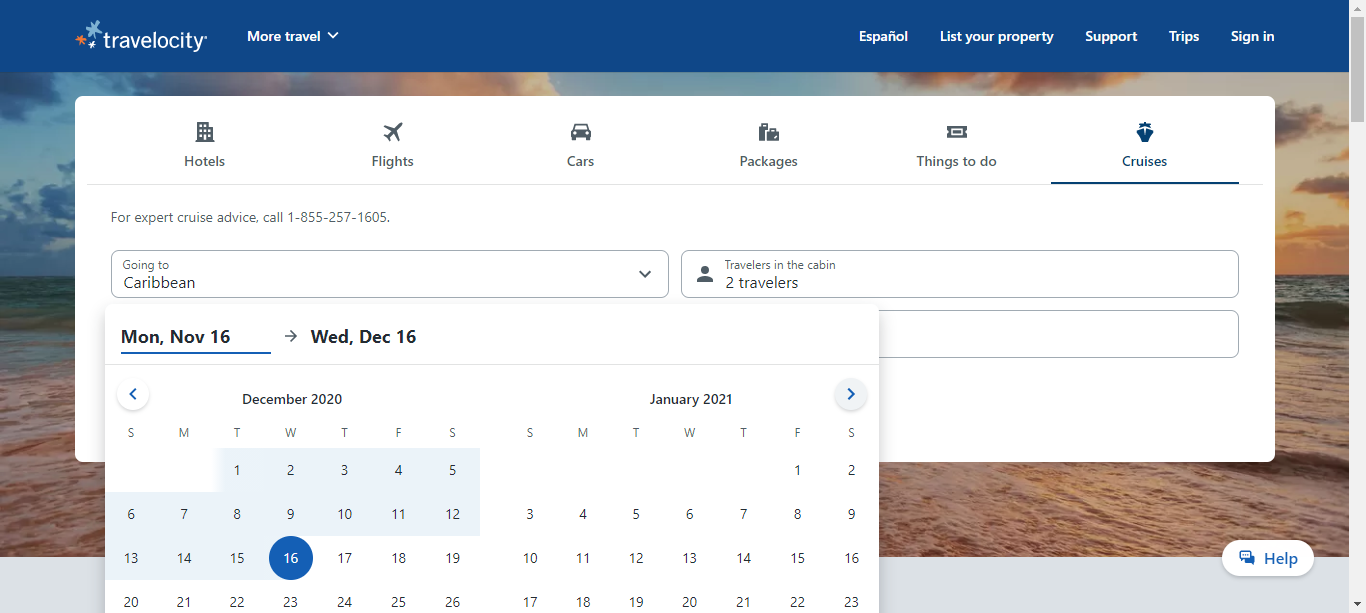 travelocity
More travel
Español
List your property
Support
Trips
Sign in
Hotels
Flights
Cars
Packages
Things to do
Cruises
For expert cruise advice, call 1-855-257-1605.
Going to
Caribbean
Travelers in the cabin
2 travelers
Mon, Nov 16
Wed, Dec 16
December 2020
S M T W T F S
1 2 3 4 5
6 7 8 9 10 11 12
13 14 15 16 17 18 19
20 21 22 23 24 25 26
January 2021
S M T W T F S
1 2
3 4 5 6 7 8 9
10 11 12 13 14 15 16
17 18 19 20 21 22 23
Help